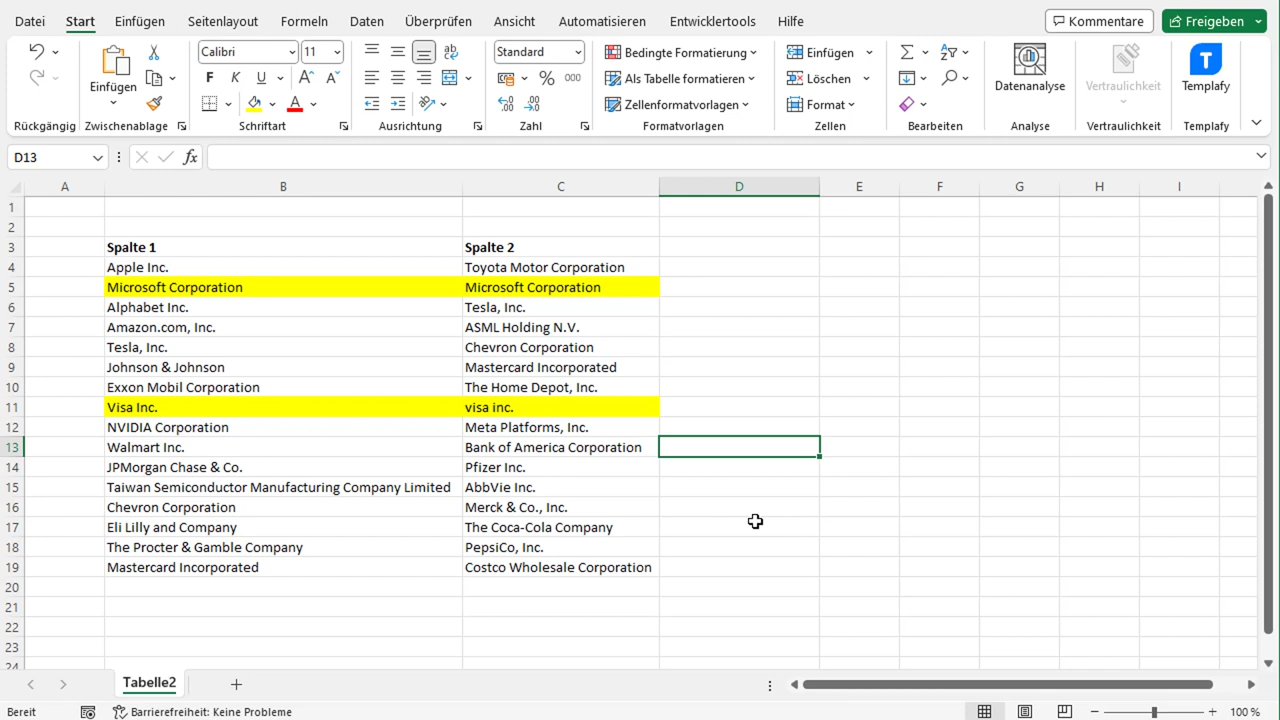 Datei Start Einfügen Seitenlayout Formeln Daten Überprüfen Ansicht Automatisieren Entwicklertools Hilfe Kommentare Freigeben
Calibri 11 Standard Bedingte Formatierung Einfügen
Einfügen F K U A A Als Tabelle formatieren Löschen Datenanalyse Vertraulichkeit Templafy
A Zellenformatvorlagen Format
Rückgängig Zwischenablage Schriftart Ausrichtung Zahl Formatvorlagen Zellen Bearbeiten Analyse Vertraulichkeit Templafy
D13 fx
A B C D E F G H I
1
2
3 Spalte 1 Spalte 2
4 Apple Inc. Toyota Motor Corporation
5 Microsoft Corporation Microsoft Corporation
6 Alphabet Inc. Tesla, Inc.
7 Amazon.com, Inc. ASML Holding N.V.
8 Tesla, Inc. Chevron Corporation
9 Johnson & Johnson Mastercard Incorporated
10 Exxon Mobil Corporation The Home Depot, Inc.
11 Visa Inc. visa inc.
12 NVIDIA Corporation Meta Platforms, Inc.
13 Walmart Inc. Bank of America Corporation
14 JPMorgan Chase & Co. Pfizer Inc.
15 Taiwan Semiconductor Manufacturing Company Limited AbbVie Inc.
16 Chevron Corporation Merck & Co., Inc.
17 Eli Lilly and Company The Coca-Cola Company
18 The Procter & Gamble Company PepsiCo, Inc.
19 Mastercard Incorporated Costco Wholesale Corporation
20
21
22
23
24
Tabelle2
Bereit Barrierefreiheit: Keine Probleme 100 %